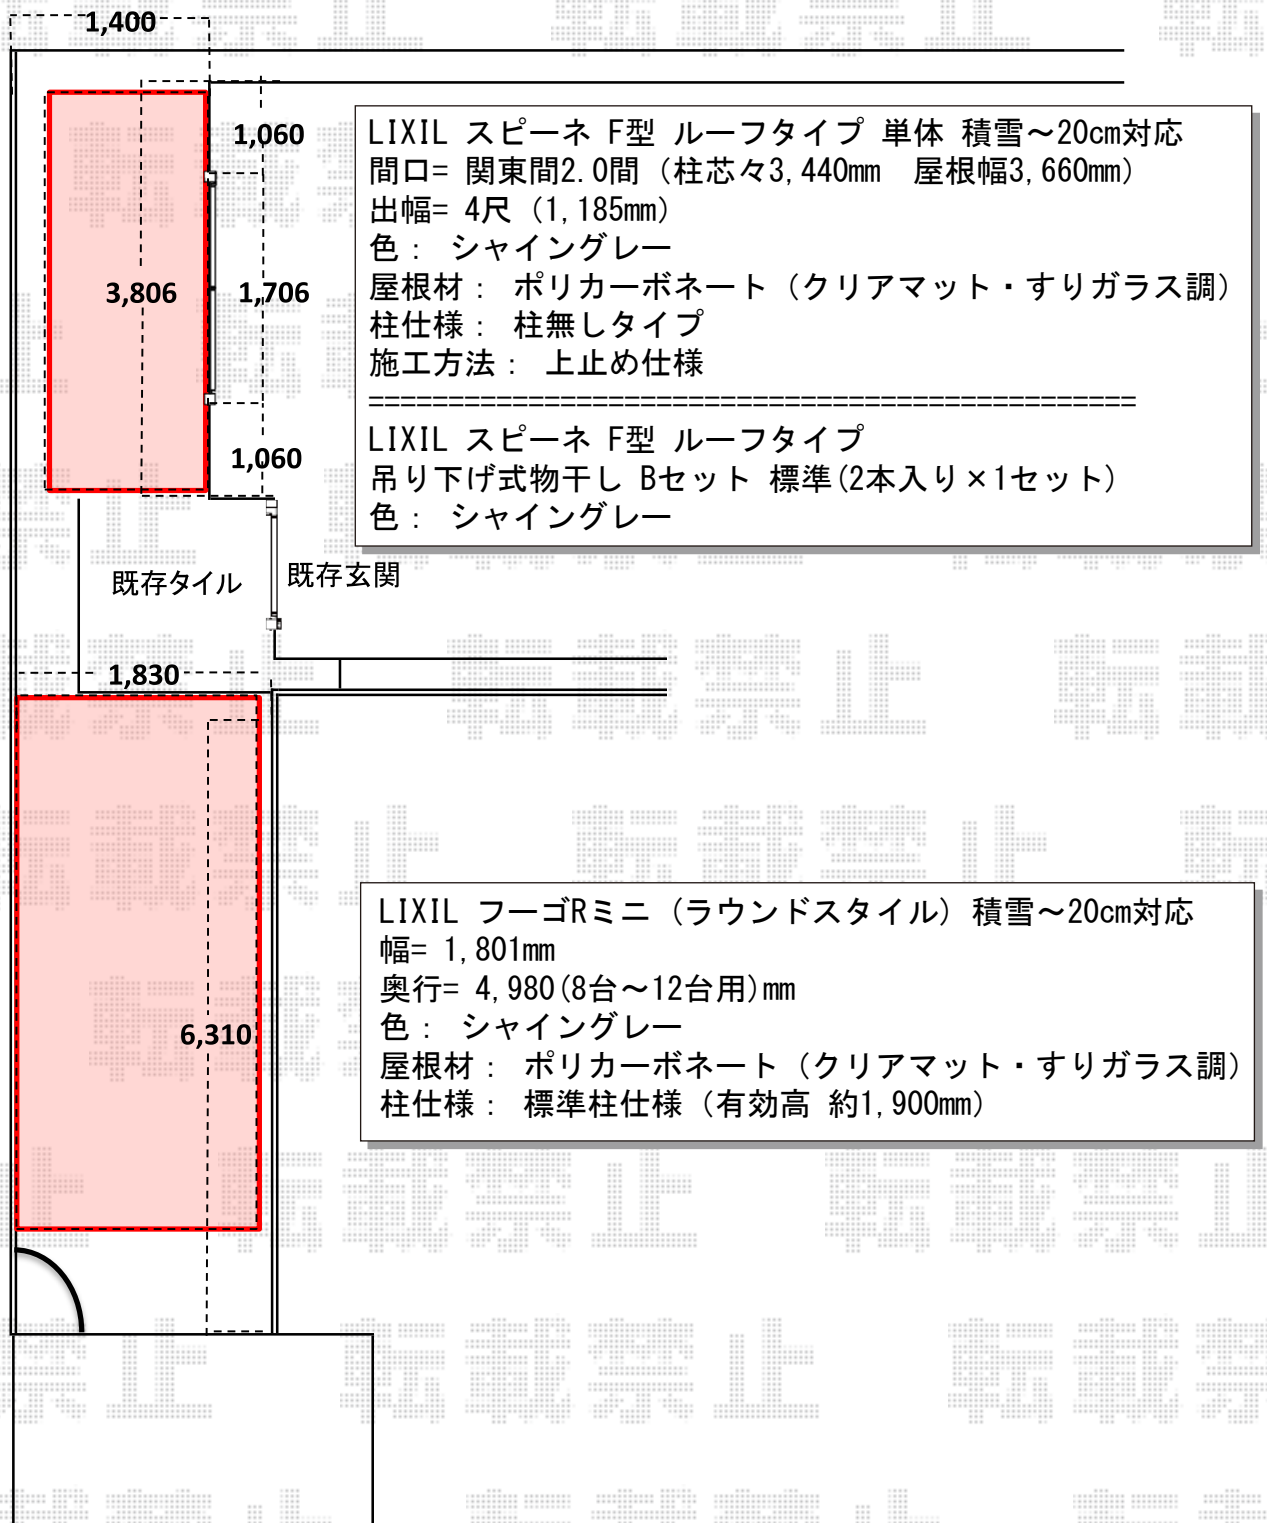 1,400
1,060
LIXIL スピーネ F型 ルーフタイプ 単体 積雪～20cm対応
間口= 関東間2.0間（柱芯々3,440mm　屋根幅3,660mm）
出幅= 4尺（1,185mm）
色： シャイングレー
3,806
1,706
屋根材： ポリカーボネート（クリアマット・すりガラス調）
柱仕様： 柱無しタイプ
施工方法： 上止め仕様
================================================
1,060
LIXIL スピーネ F型 ルーフタイプ
吊り下げ式物干し Bセット 標準(2本入り×1セット)
色： シャイングレー
既存タイル
既存玄関
1,830
LIXIL フーゴRミニ（ラウンドスタイル）積雪～20cm対応
幅= 1,801mm
奥行= 4,980(8台～12台用)mm
色： シャイングレー
6,310
屋根材： ポリカーボネート（クリアマット・すりガラス調）
柱仕様： 標準柱仕様（有効高 約1,900mm）
転載禁止